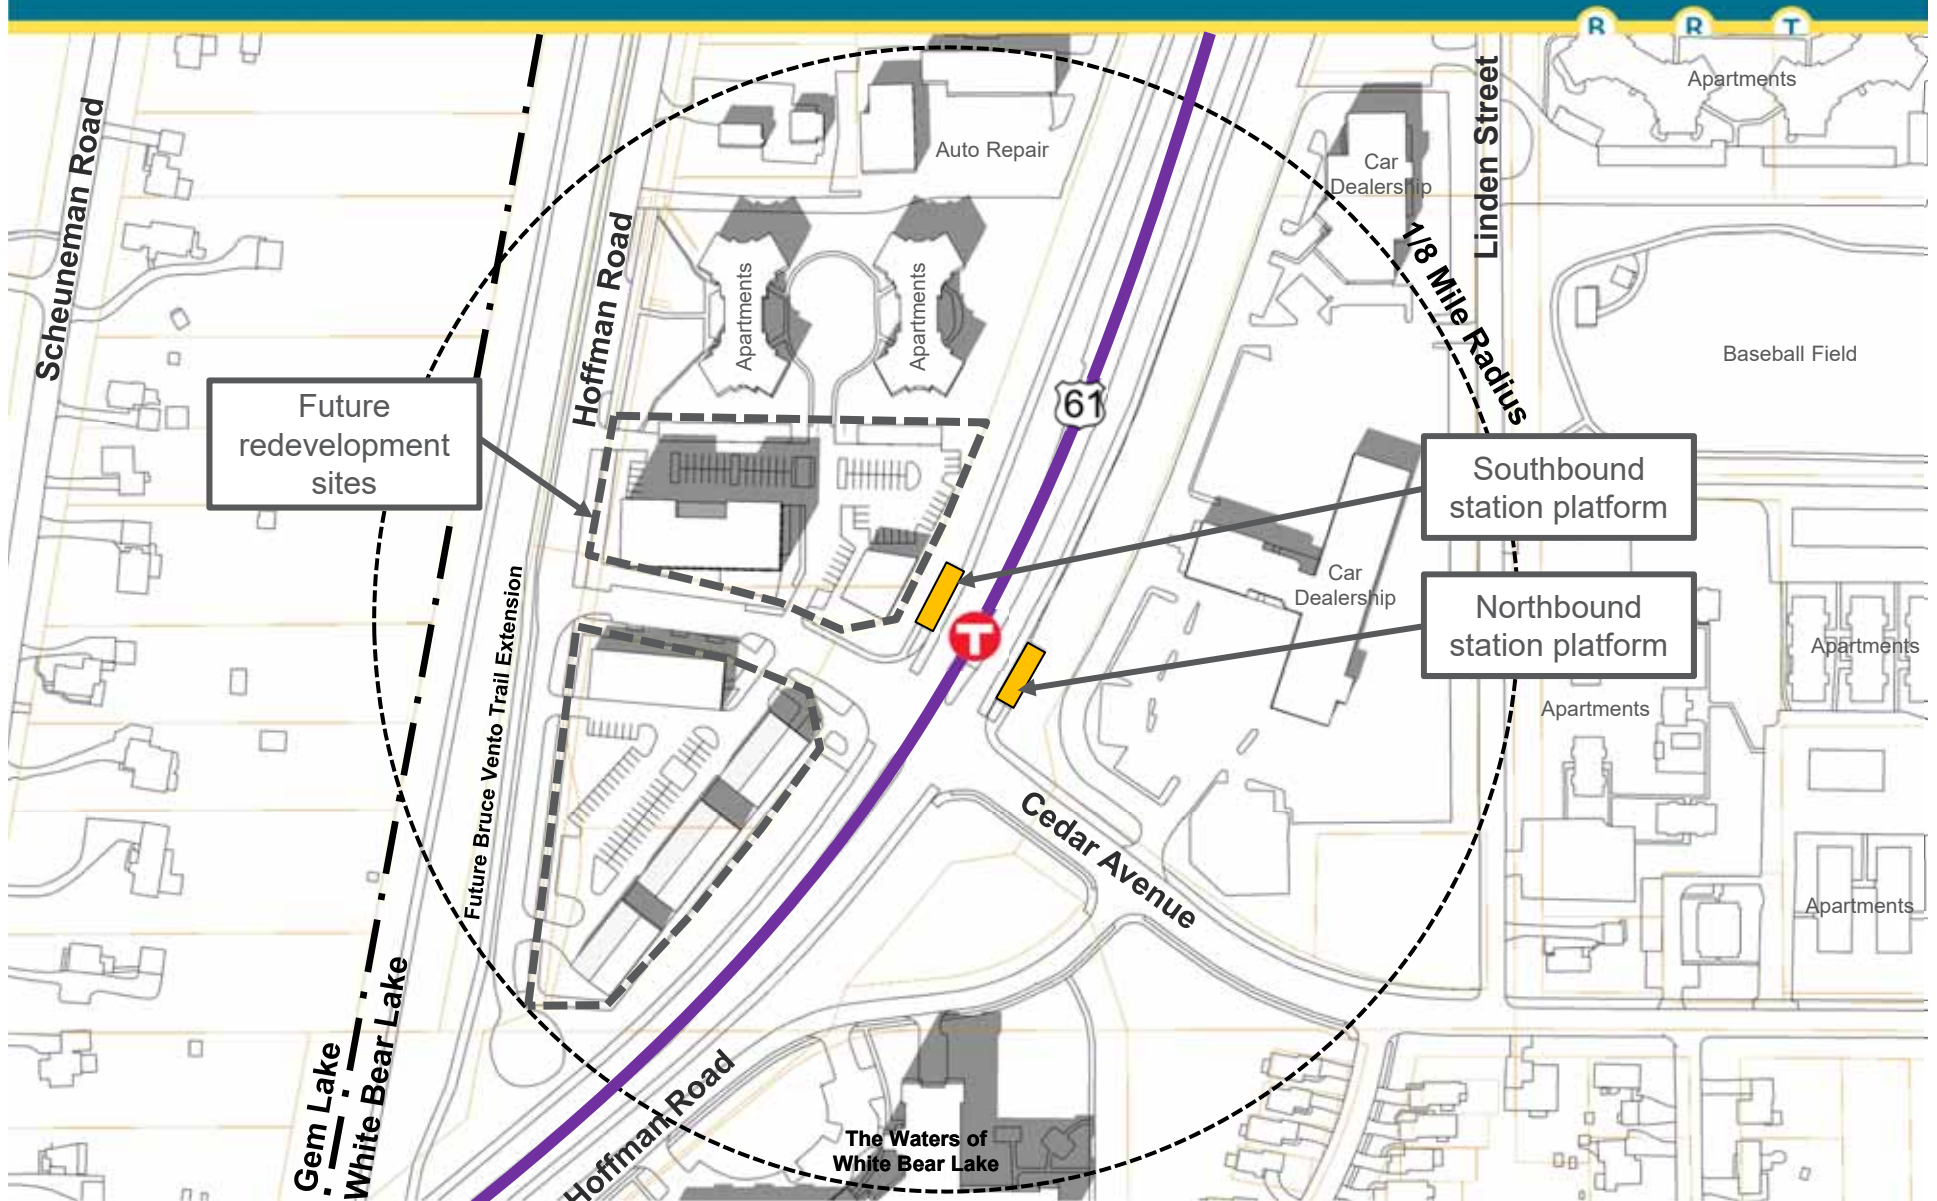 B R T
Apartments
Scheuneman Road
Linden Street
Auto Repair
Car
Dealership
Hoffman Road
1/8 Mile Radius
Apartments
Apartments
Baseball Field
61
Future
redevelopment
sites
Southbound
station platform
Car
Dealership
Northbound
station platform
T
Future Bruce Vento Trail Extension
Apartments
Apartments
Cedar Avenue
Apartments
Gem Lake
White Bear Lake
Hoffman Road
The Waters of
White Bear Lake